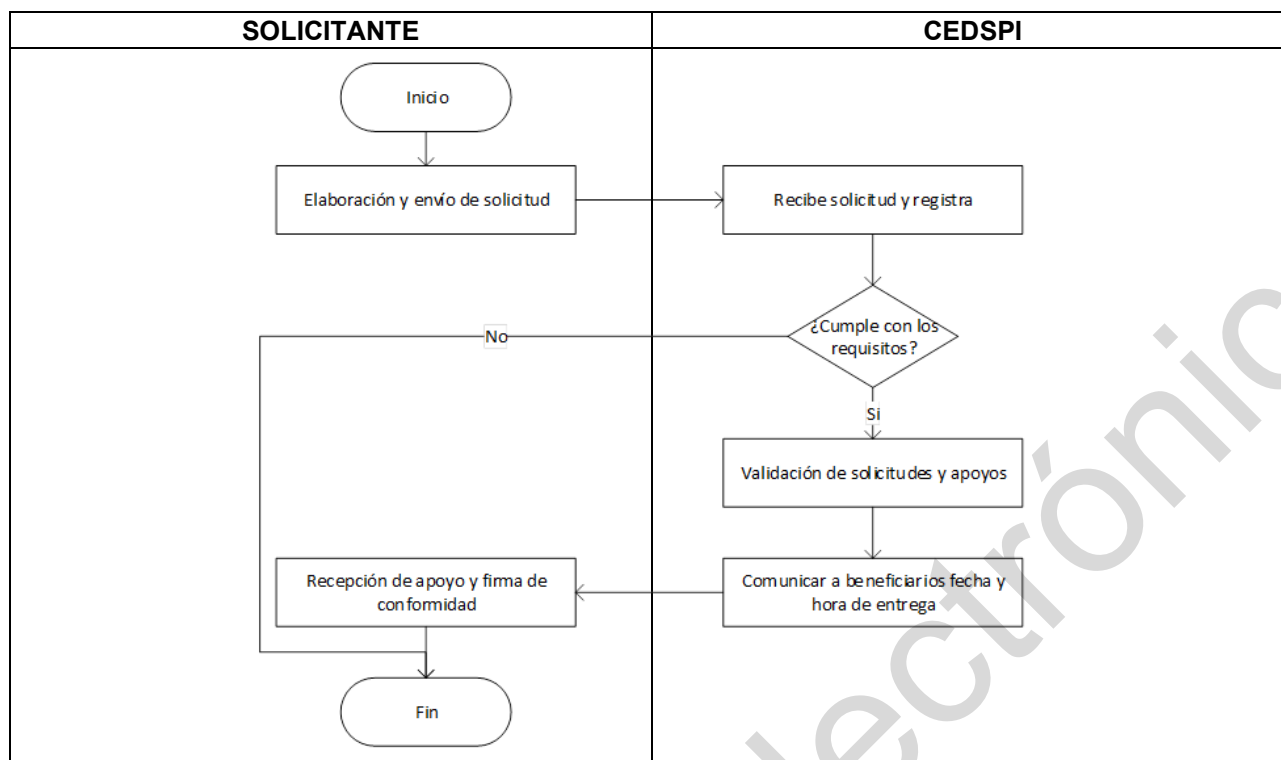 SOLICITANTE
CEDSPI
Inicio
Elaboración y envío de solicitud
Recibe solicitud y registra
¿Cumple con los
requisitos?
No
Si
Validación de solicitudes y apoyos
Comunicar a beneficiarios fecha y
hora de entrega
Recepción de apoyo y firma de
conformidad
Fin